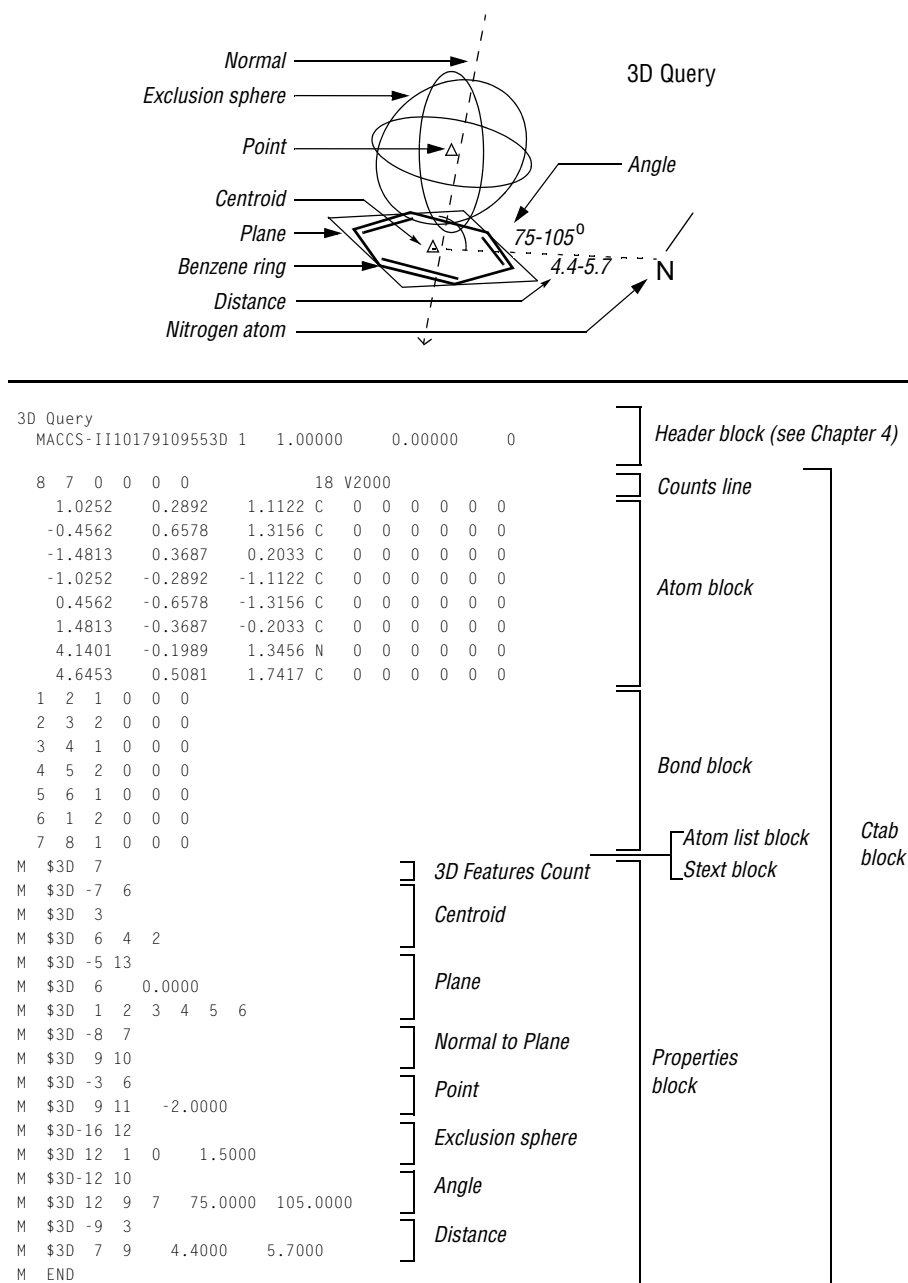 Normal
3D Query
Exclusion sphere
Point
Angle
Centroid
Plane
75-105⁰
Benzene ring
4.4-5.7
N
Distance
Nitrogen atom
3D Query
MACCS-II10179109553D 1   1.00000     0.00000     0
Header block (see Chapter 4)
8  7  0  0  0  0              18 V2000
Counts line
1.0252    0.2892    1.1122 C   0  0  0  0  0  0
-0.4562    0.6578    1.3156 C   0  0  0  0  0  0
-1.4813    0.3687    0.2033 C   0  0  0  0  0  0
-1.0252   -0.2892   -1.1122 C   0  0  0  0  0  0
0.4562   -0.6578   -1.3156 C   0  0  0  0  0  0
1.4813   -0.3687   -0.2033 C   0  0  0  0  0  0
4.1401   -0.1989    1.3456 N   0  0  0  0  0  0
4.6453    0.5081    1.7417 C   0  0  0  0  0  0
Atom block
1  2  1  0  0  0
2  3  2  0  0  0
3  4  1  0  0  0
4  5  2  0  0  0
5  6  1  0  0  0
6  1  2  0  0  0
7  8  1  0  0  0
Bond block
Atom list block
Stext block
Ctab
block
M  $3D  7
3D Features Count
M  $3D -7  6
M  $3D  3
M  $3D  6  4  2
Centroid
M  $3D -5 13
M  $3D  6    0.0000
M  $3D  1  2  3  4  5  6
Plane
M  $3D -8  7
M  $3D  9 10
Normal to Plane
Properties
block
M  $3D -3  6
M  $3D  9 11   -2.0000
Point
M  $3D-16 12
M  $3D 12  1  0    1.5000
Exclusion sphere
M  $3D-12 10
M  $3D 12  9  7   75.0000  105.0000
Angle
M  $3D -9  3
M  $3D  7  9    4.4000    5.7000
Distance
M  END